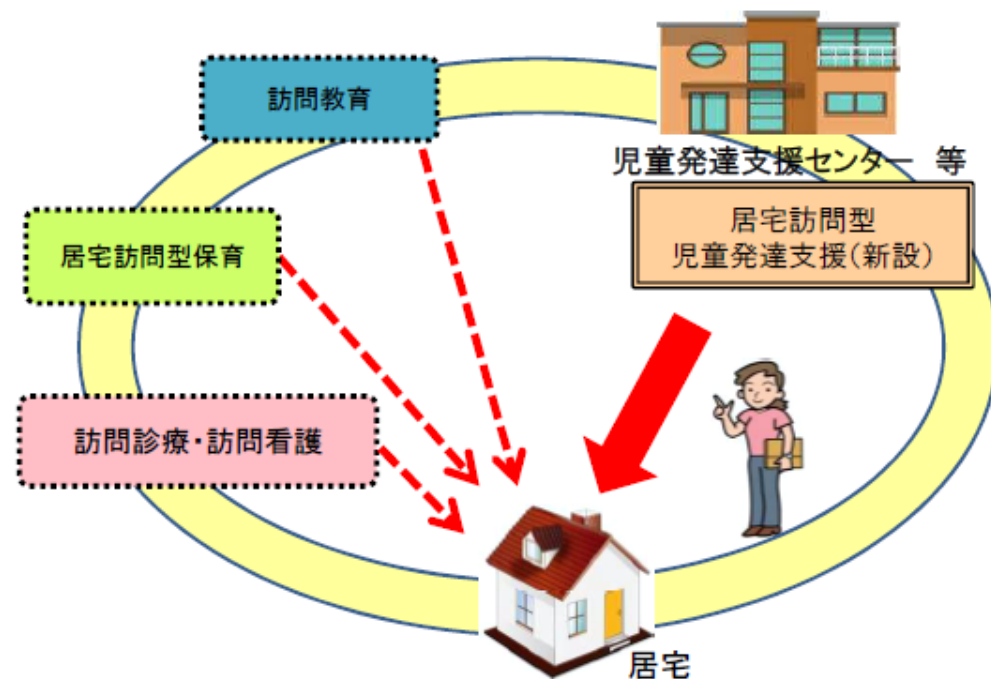 訪問教育
児童発達支援センター 等
居宅訪問型
児童発達支援(新設)
居宅訪問型保育
訪問診療・訪問看護
居宅